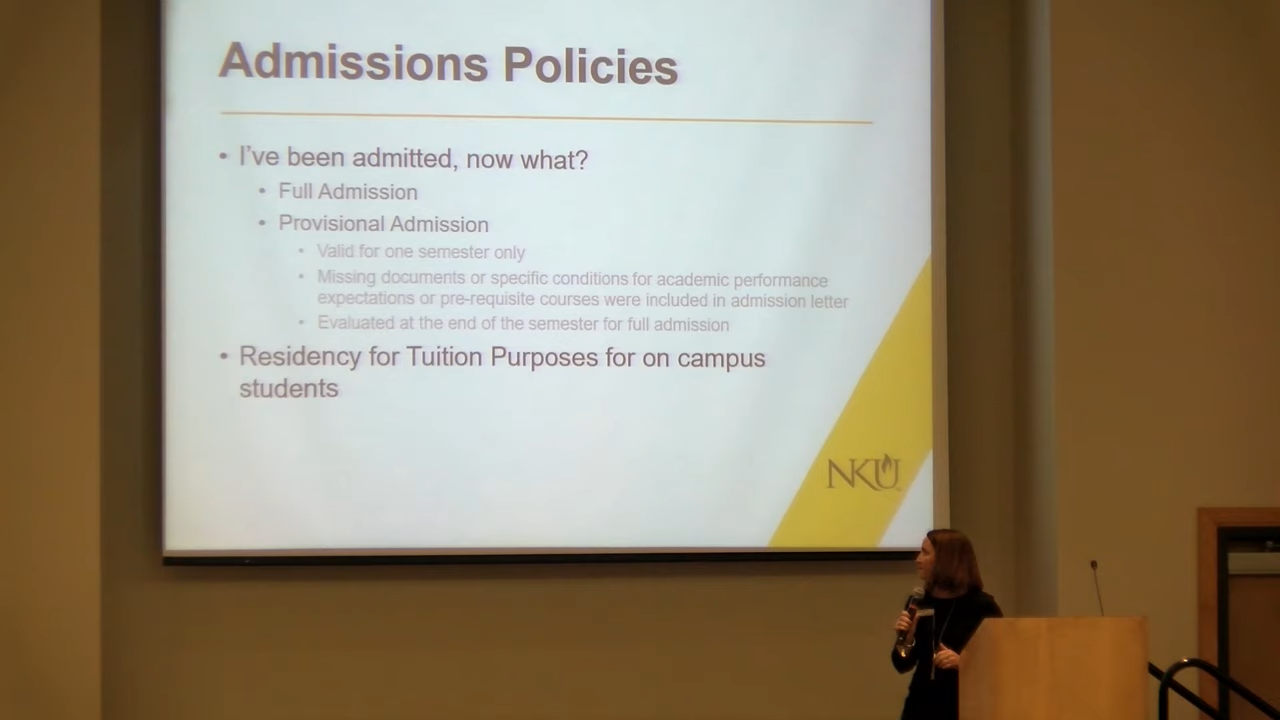 Admissions Policies
• I've been admitted, now what?
• Full Admission
• Provisional Admission
• Valid for one semester only
• Missing documents or specific conditions for academic performance
expectations or pre-requisite courses were included in admission letter
• Evaluated at the end of the semester for full admission
• Residency for Tuition Purposes for on campus
students
NKU